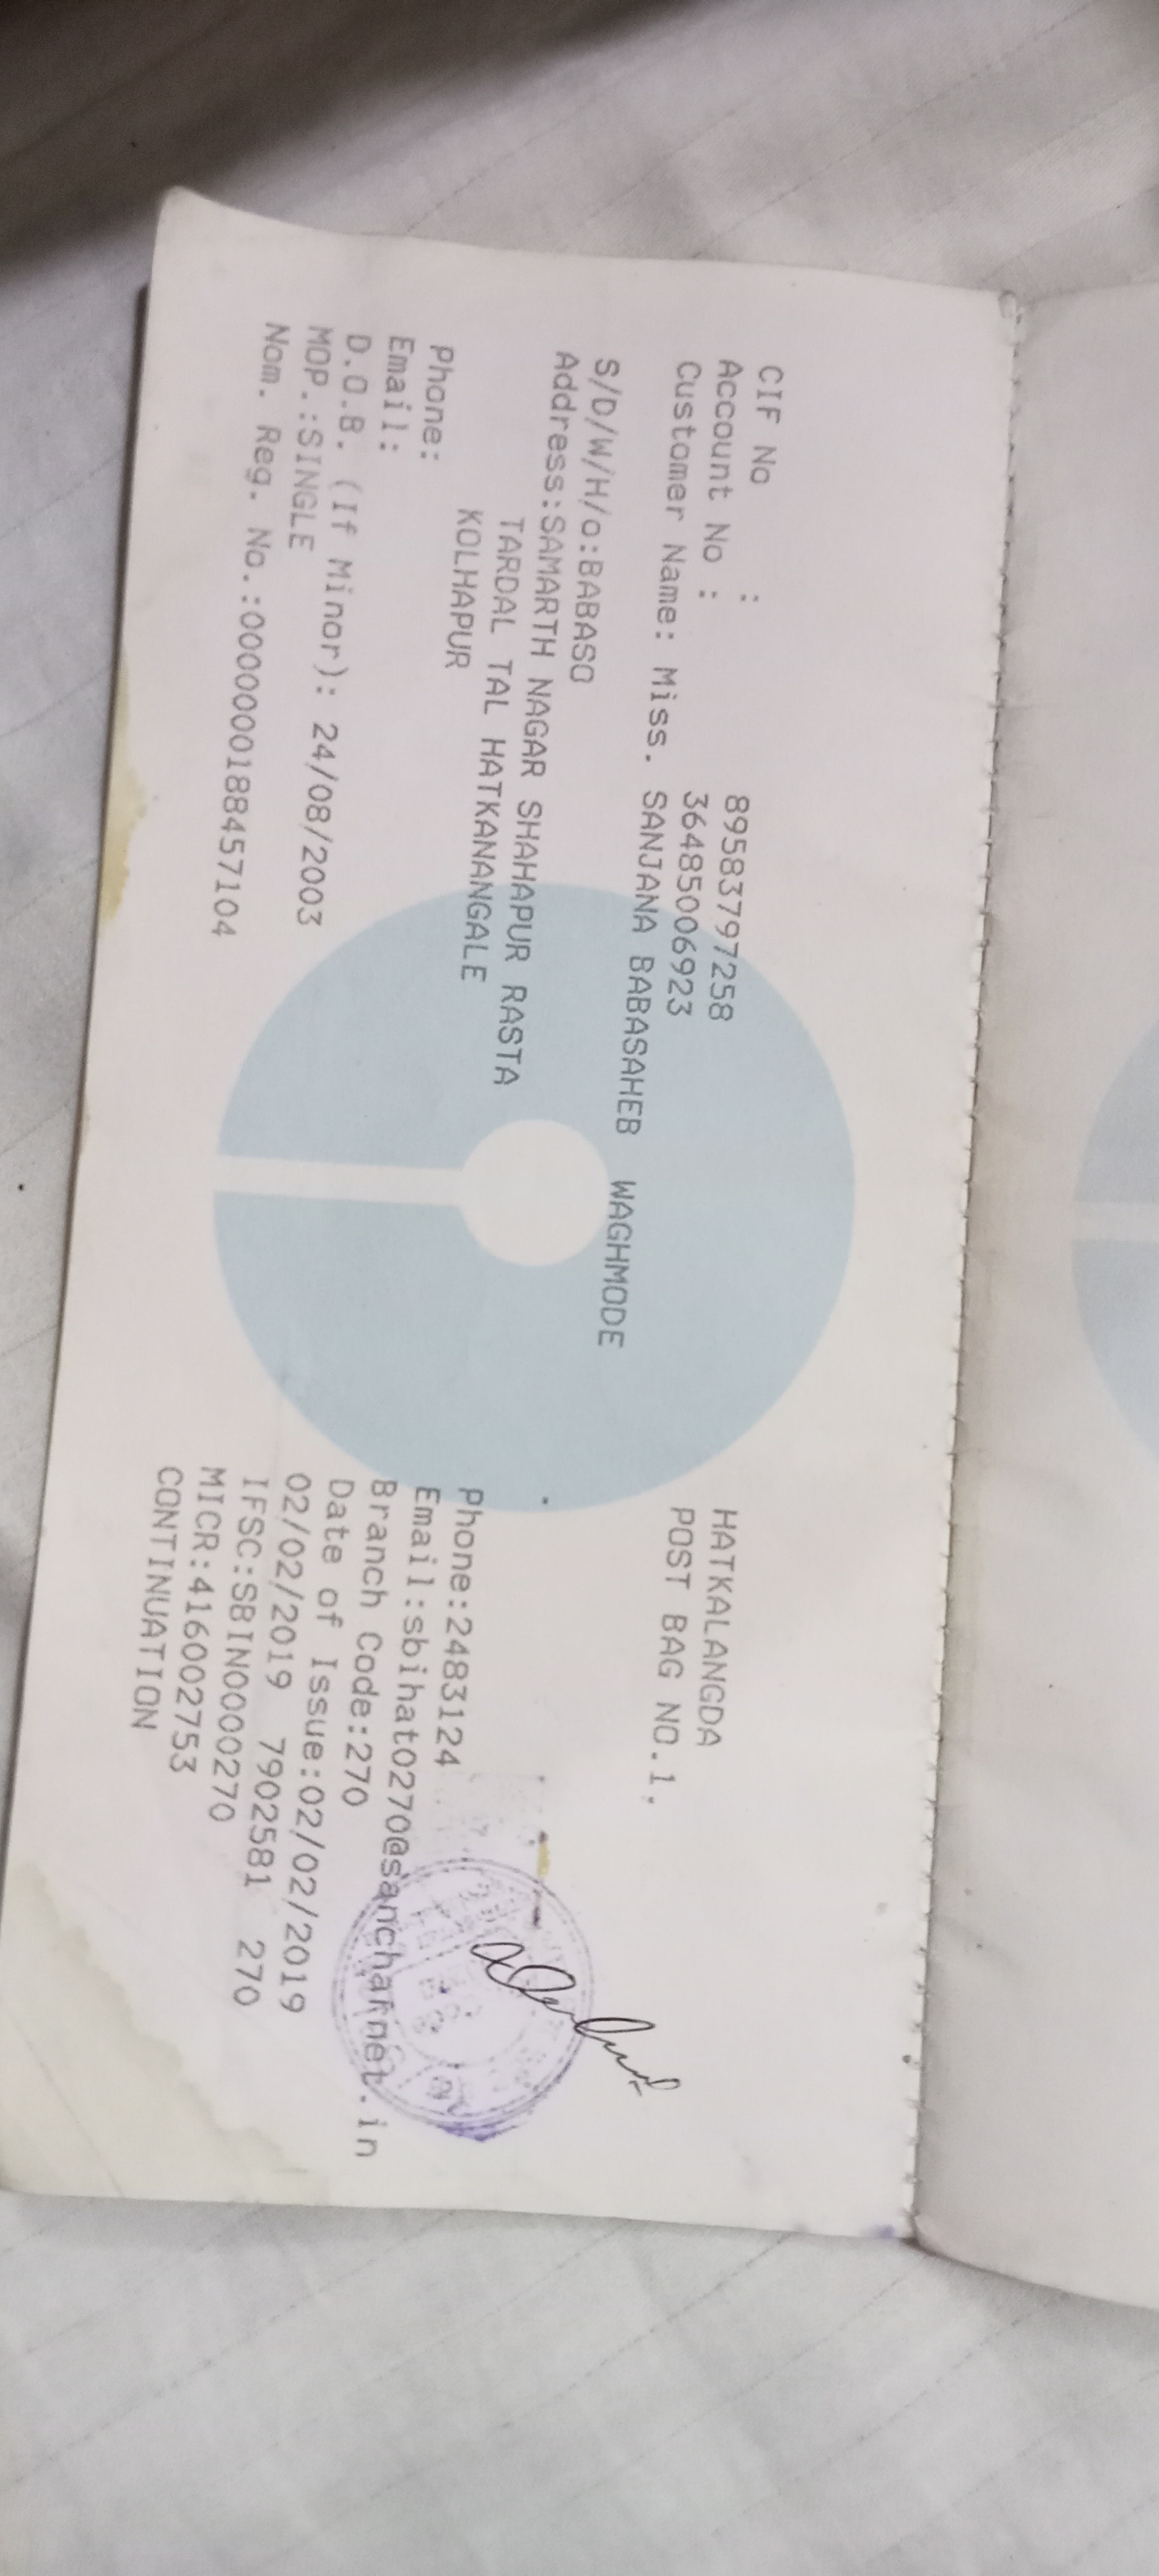 CIF No : 89583797258
Account No : 36485006923
Customer Name: Miss. SANJANA BABASAHEB WAGHMODE
S/D/W/H/o:BABASO
Address:SAMARTH NAGAR SHAHAPUR RASTA
TARDAL TAL HATKANANGALE
KOLHAPUR
Phone:
Email:
D.O.B. (If Minor): 24/08/2003
MOP.:SINGLE
Nom. Reg. No.:0000000188457104
HATKALANGDA
POST BAG NO.1,
Phone:2483124
Email:sbihat0270@sancharnet.in
Branch Code:270
Date of Issue:02/02/2019
02/02/2019 7902581 270
IFSC:SBIN0000270
MICR:416002753
CONTINUATION